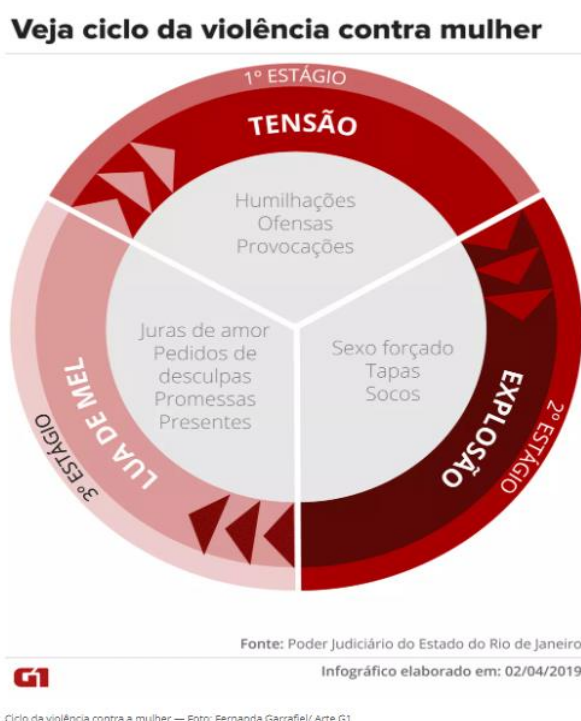 Veja ciclo da violência contra mulher
1º ESTÁGIO
TENSÃO
Humilhações
Ofensas
Provocações
Sexo forçado
Tapas
Socos
EXPLOSÃO
2º ESTÁGIO
Juras de amor
Pedidos de
desculpas
Promessas
Presentes
LUA DE MEL
3º ESTÁGIO
Fonte: Poder Judiciário do Estado do Rio de Janeiro
G1
Infográfico elaborado em: 02/04/2019
Ciclo da violência contra a mulher — Foto: Fernanda Garrafiel/ Arte G1